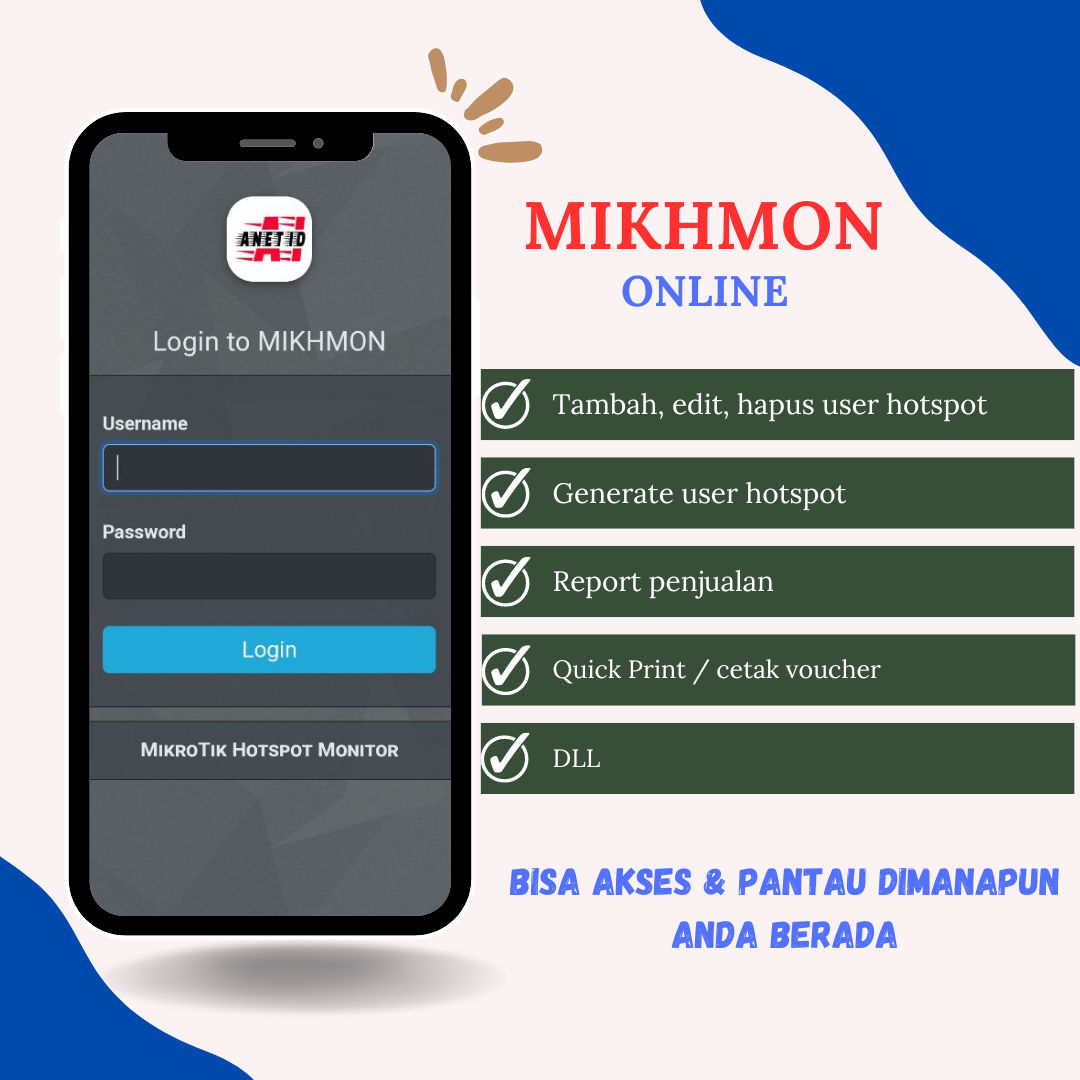 ANETID
Login to MIKHMON
Username
Password
Login
MIKROTIK HOTSPOT MONITOR
MIKHMON
ONLINE
Tambah, edit, hapus user hotspot
Generate user hotspot
Report penjualan
Quick Print / cetak voucher
DLL
BISA AKSES & PANTAU DIMANAPUN
ANDA BERADA